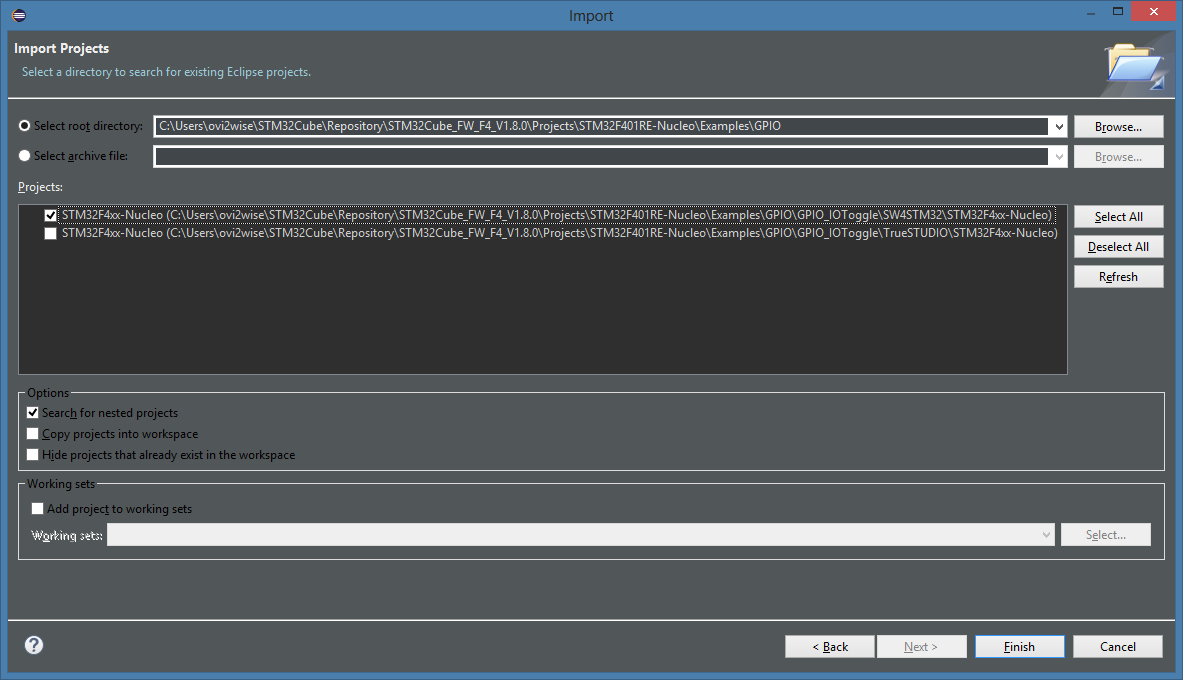 Import
Import Projects
Select a directory to search for existing Eclipse projects.
Select root directory: C:\Users\ovi2wise\STM32Cube\Repository\STM32Cube_FW_F4_V1.8.0\Projects\STM32F401RE-Nucleo\Examples\GPIO Browse...
Select archive file: Browse...
Projects:
STM32F4xx-Nucleo (C:\Users\ovi2wise\STM32Cube\Repository\STM32Cube_FW_F4_V1.8.0\Projects\STM32F401RE-Nucleo\Examples\GPIO\GPIO_IOToggle\SW4STM32\STM32F4xx-Nucleo) Select All
STM32F4xx-Nucleo (C:\Users\ovi2wise\STM32Cube\Repository\STM32Cube_FW_F4_V1.8.0\Projects\STM32F401RE-Nucleo\Examples\GPIO\GPIO_IOToggle\TrueSTUDIO\STM32F4xx-Nucleo)
Deselect All
Refresh
Options
Search for nested projects
Copy projects into workspace
Hide projects that already exist in the workspace
Working sets
Add project to working sets
Working sets: Select...
? < Back Next > Finish Cancel